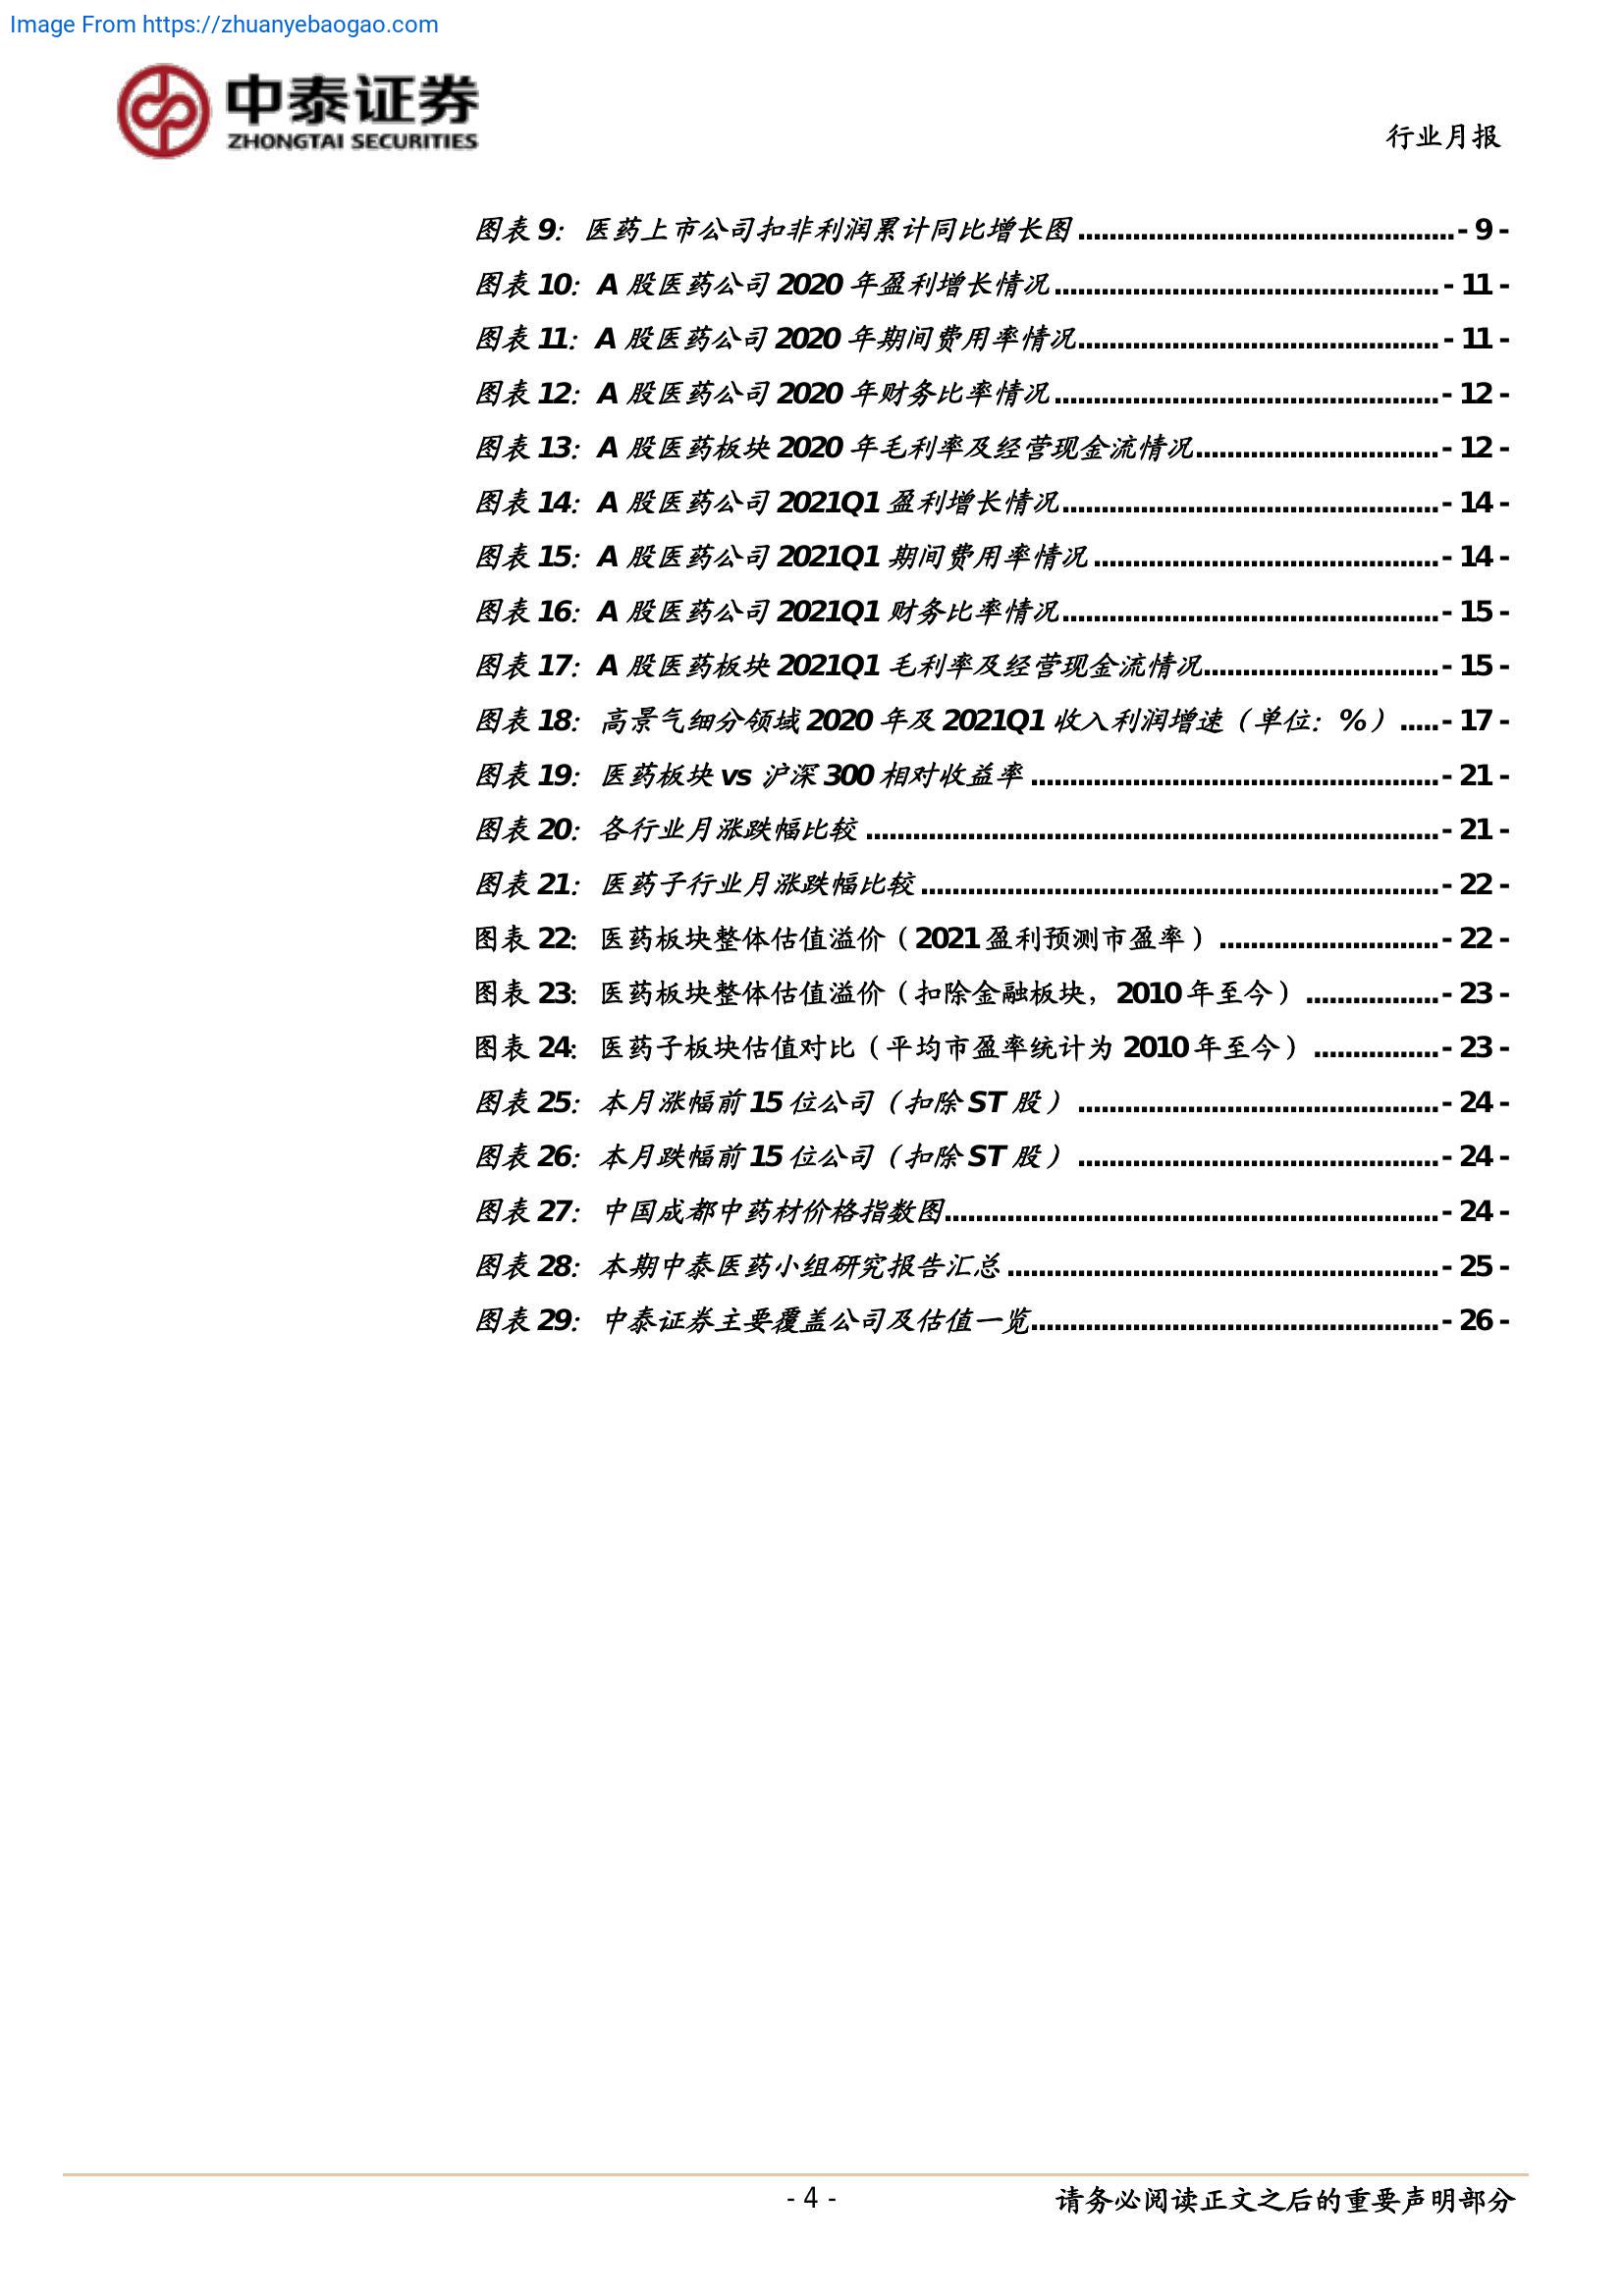 Image From https://zhuanyebaogao.com
中泰证券
ZHONGTAI SECURITIES
行业月报
图表 9：医药上市公司扣非利润累计同比增长图................................................- 9 -
图表 10：A 股医药公司 2020 年盈利增长情况.................................................- 11 -
图表 11：A 股医药公司 2020 年期间费用率情况..............................................- 11 -
图表 12：A 股医药公司 2020 年财务比率情况.................................................- 12 -
图表 13：A 股医药板块 2020 年毛利率及经营现金流情况...............................- 12 -
图表 14：A 股医药公司 2021Q1 盈利增长情况................................................- 14 -
图表 15：A 股医药公司 2021Q1 期间费用率情况............................................- 14 -
图表 16：A 股医药公司 2021Q1 财务比率情况................................................- 15 -
图表 17：A 股医药板块 2021Q1 毛利率及经营现金流情况..............................- 15 -
图表 18：高景气细分领域 2020 年及 2021Q1 收入利润增速（单位：%）.....- 17 -
图表 19：医药板块 vs 沪深 300 相对收益率....................................................- 21 -
图表 20：各行业月涨跌幅比较.........................................................................- 21 -
图表 21：医药子行业月涨跌幅比较..................................................................- 22 -
图表 22：医药板块整体估值溢价（2021 盈利预测市盈率）............................- 22 -
图表 23：医药板块整体估值溢价（扣除金融板块，2010 年至今）.................- 23 -
图表 24：医药子板块估值对比（平均市盈率统计为 2010 年至今）................- 23 -
图表 25：本月涨幅前 15 位公司（扣除 ST 股）..............................................- 24 -
图表 26：本月跌幅前 15 位公司（扣除 ST 股）..............................................- 24 -
图表 27：中国成都中药材价格指数图...............................................................- 24 -
图表 28：本期中泰医药小组研究报告汇总.......................................................- 25 -
图表 29：中泰证券主要覆盖公司及估值一览....................................................- 26 -
- 4 -
请务必阅读正文之后的重要声明部分